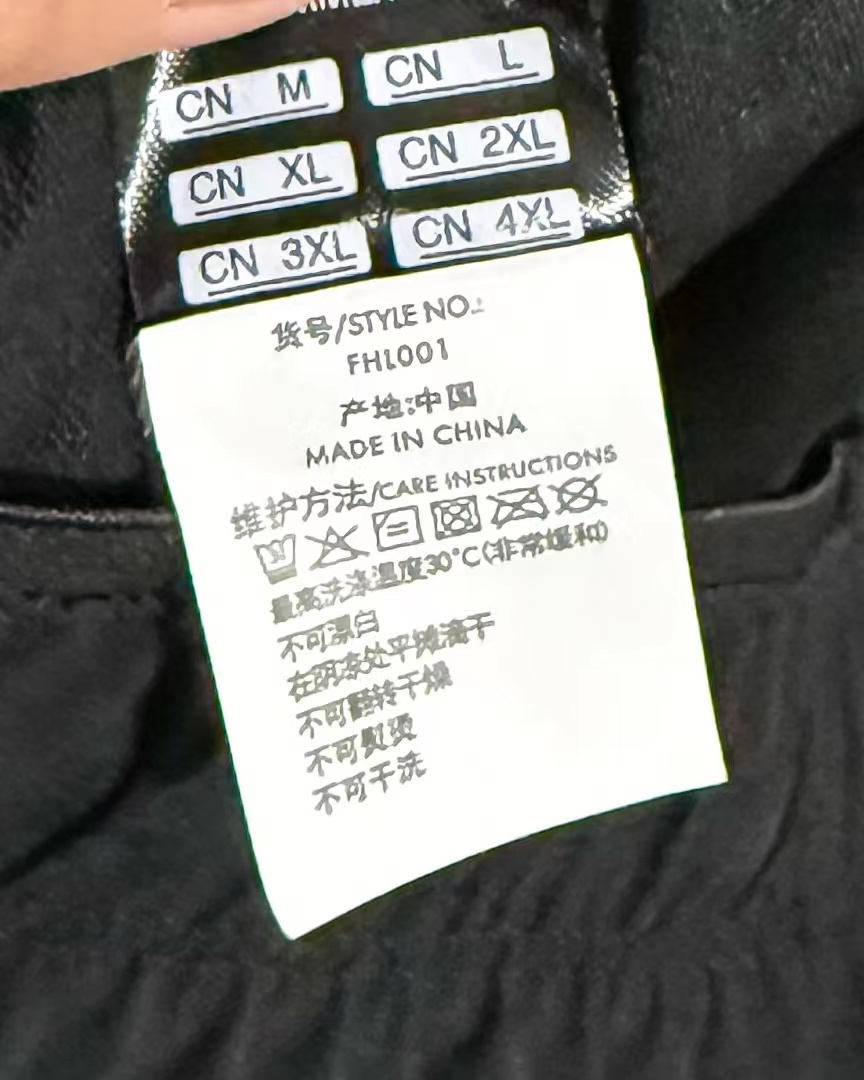 CN M CN L
CN XL CN 2XL
CN 3XL CN 4XL
货号/STYLE NO.:
FHL001
产地:中国
MADE IN CHINA
维护方法/CARE INSTRUCTIONS
最高洗涤温度30°C(非常缓和)
不可漂白
在阴凉处平摊滴干
不可翻转干燥
不可熨烫
不可干洗